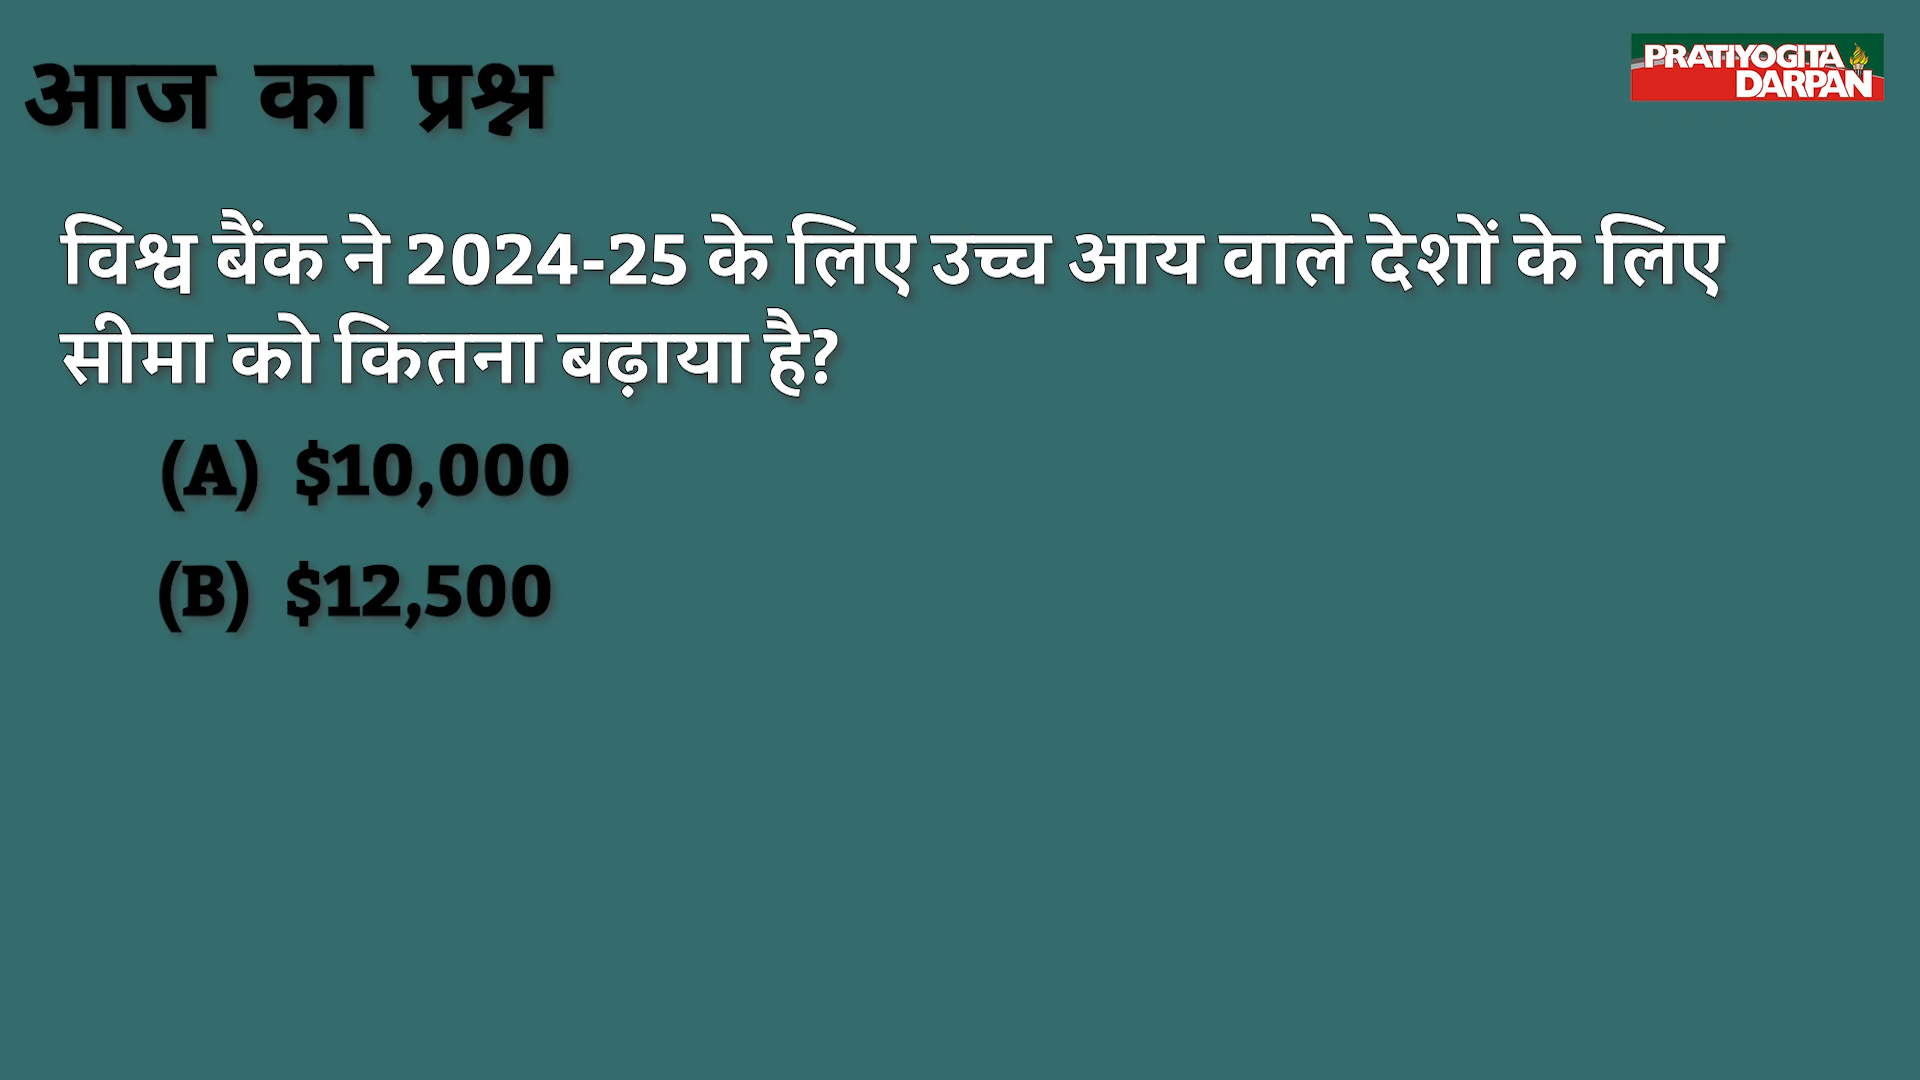 आज का प्रश्न
PRATIYOGITA
DARPAN
विश्व बैंक ने 2024-25 के लिए उच्च आय वाले देशों के लिए
सीमा को कितना बढ़ाया है?
(A) $10,000
(B) $12,500